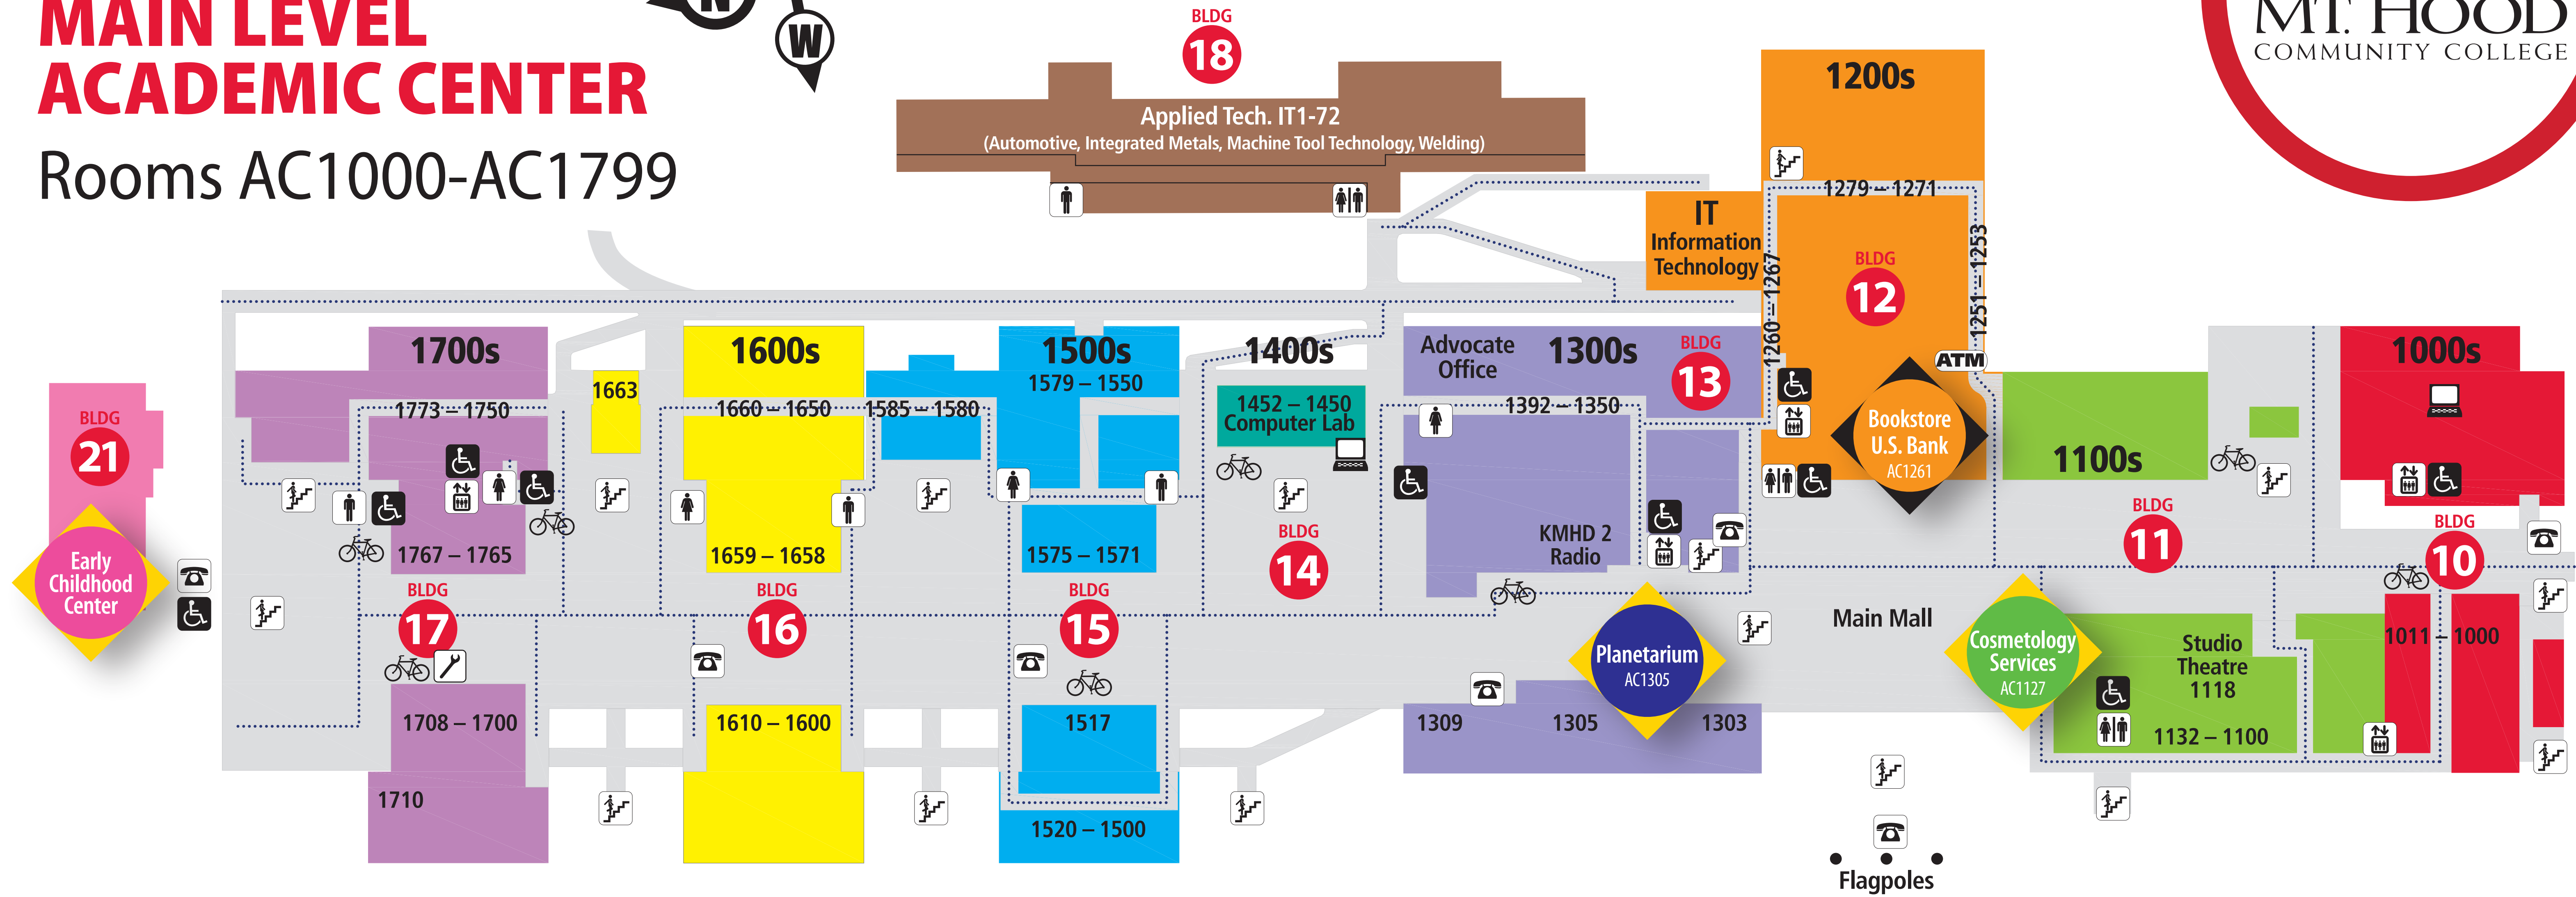 MAIN LEVEL
ACADEMIC CENTER
Rooms AC1000-AC1799
N
W
MT. HOOD
COMMUNITY COLLEGE
BLDG
18
Applied Tech. IT1-72
(Automotive, Integrated Metals, Machine Tool Technology, Welding)
1200s
1279 – 1271
IT
Information
Technology
1260 – 1267
BLDG
12
1251 – 1253
ATM
Bookstore
U.S. Bank
AC1261
BLDG
21
Early
Childhood
Center
1700s
1773 – 1750
1767 – 1765
BLDG
17
1708 – 1700
1710
1663
1600s
1660 – 1650
1659 – 1658
BLDG
16
1610 – 1600
1585 – 1580
1500s
1579 – 1550
1575 – 1571
BLDG
15
1517
1520 – 1500
1400s
1452 – 1450
Computer Lab
BLDG
14
Advocate
Office
1300s
BLDG
13
1392 – 1350
KMHD 2
Radio
Planetarium
AC1305
1309
1305
1303
Main Mall
1100s
BLDG
11
Cosmetology
Services
AC1127
Studio
Theatre
1118
1132 – 1100
1000s
BLDG
10
1011 – 1000
Flagpoles